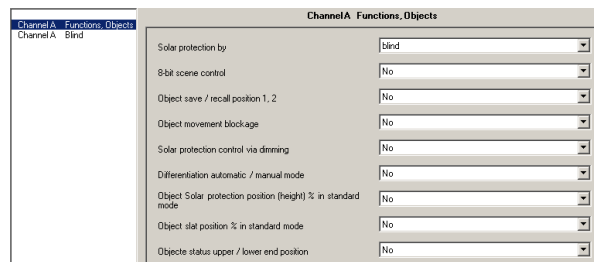 Channel A Functions, Objects
Channel A Functions, Objects
Channel A Blind
Solar protection by blind
8-bit scene control No
Object save / recall position 1, 2 No
Object movement blockage No
Solar protection control via dimming No
Differentiation automatic / manual mode No
Object Solar protection position (height) % in standard
mode No
Object slat position % in standard mode No
Objecte status upper / lower end position No